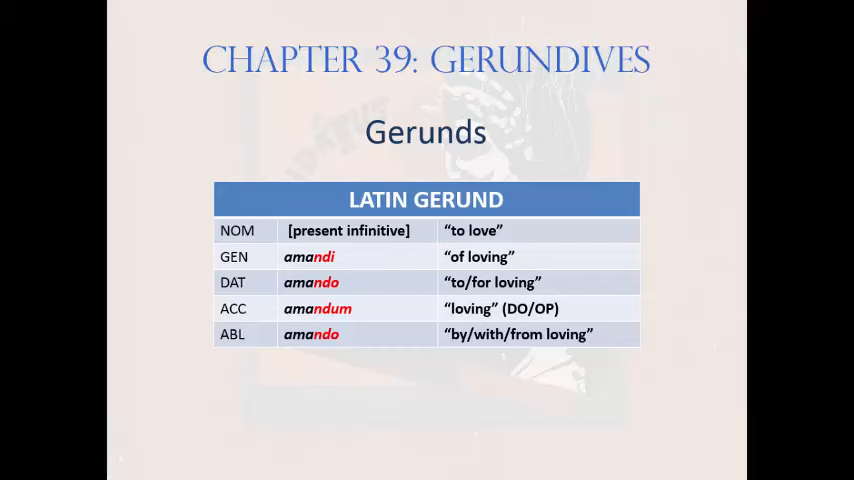 CHAPTER 39: GERUNDIVES
Gerunds
LATIN GERUND
NOM [present infinitive] “to love”
GEN amandi “of loving”
DAT amando “to/for loving”
ACC amandum “loving” (DO/OP)
ABL amando “by/with/from loving”